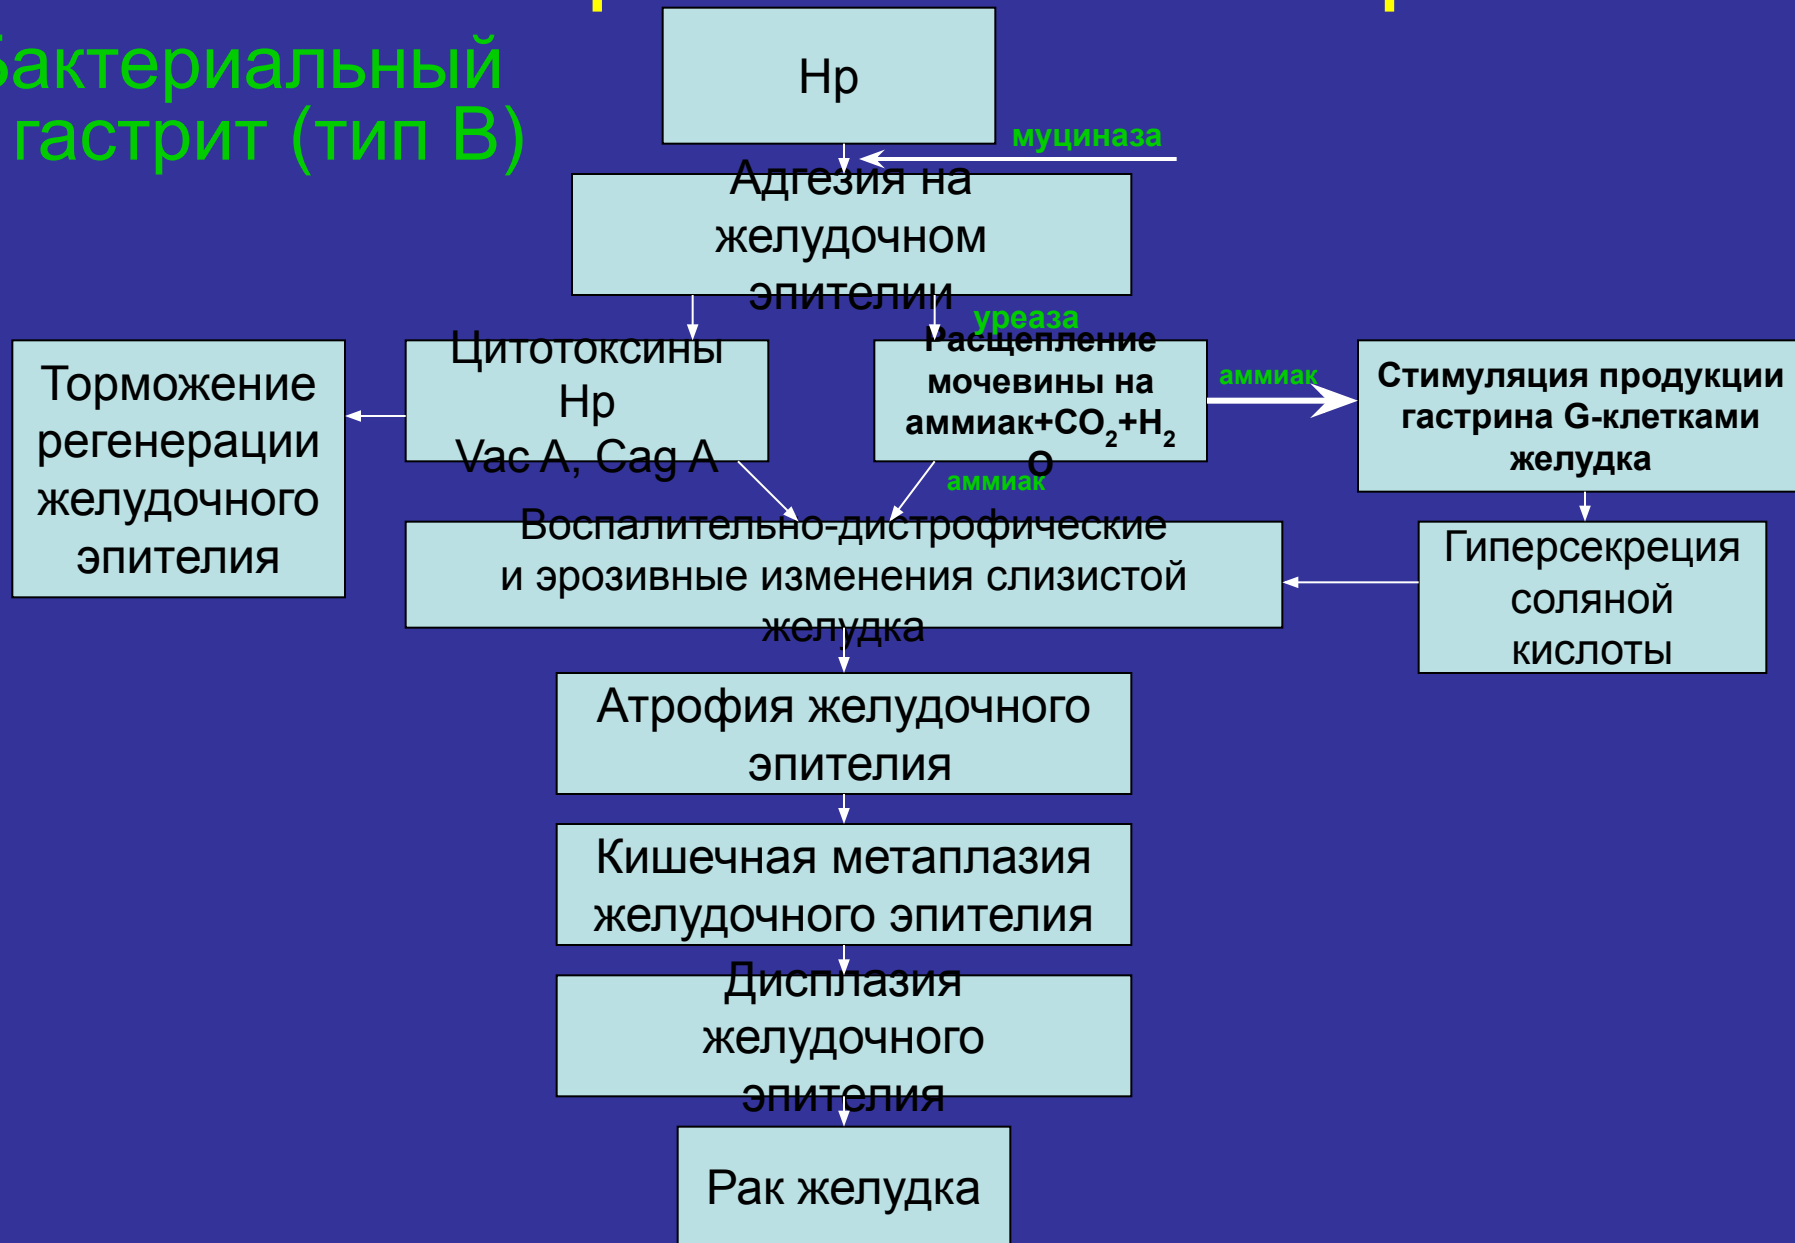 Бактериальный
гастрит (тип В)
Нр
муциназа
Адгезия на
желудочном
эпителии
уреаза
Торможение
регенерации
желудочного
эпителия
Цитотоксины
Нр
Vac A, Cag A
Расщепление
мочевины на
аммиак+CO2+H2
O
аммиак
Стимуляция продукции
гастрина G-клетками
желудка
аммиак
Воспалительно-дистрофические
и эрозивные изменения слизистой
желудка
Гиперсекреция
соляной
кислоты
Атрофия желудочного
эпителия
Кишечная метаплазия
желудочного эпителия
Дисплазия
желудочного
эпителия
Рак желудка